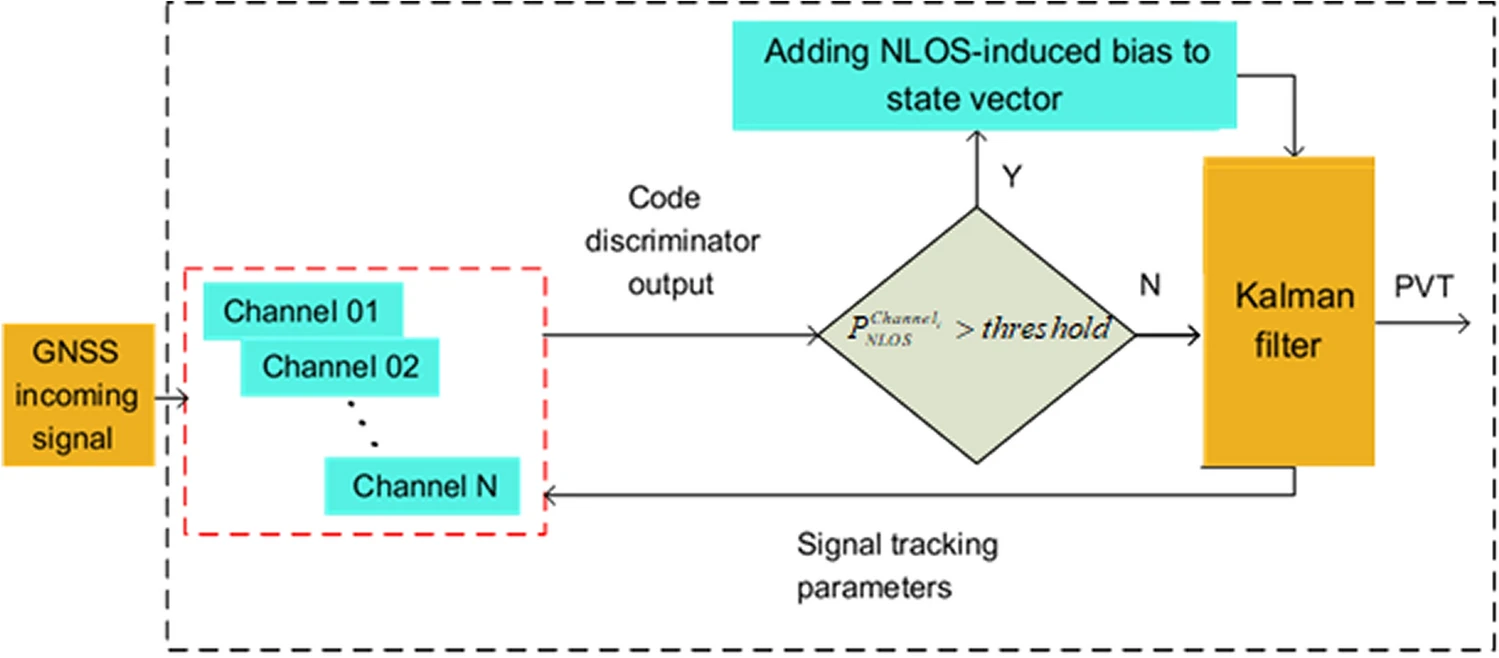 Adding NLOS-induced bias to
state vector
Y
Code
discriminator
output
Channel 01
Channel 02
Channel N
GNSS
incoming
signal
P_{NLOS}^{Channel_i} > threshold
N
Kalman
filter
PVT
Signal tracking
parameters